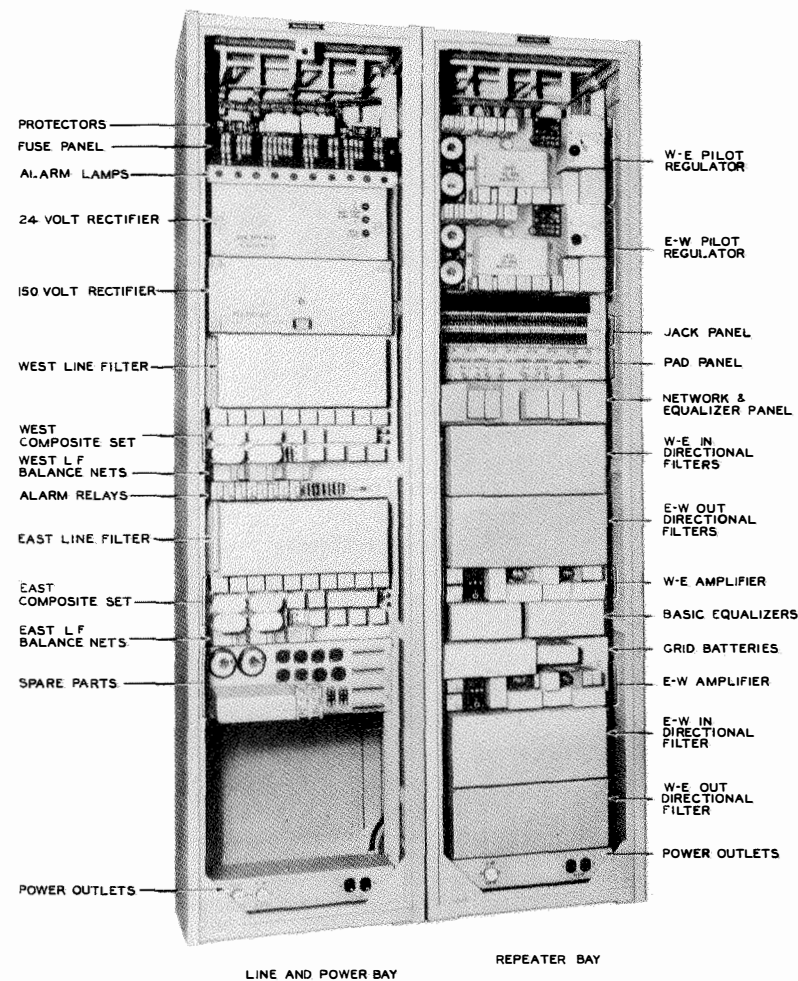 PROTECTORS
FUSE PANEL
ALARM LAMPS
24 VOLT RECTIFIER
150 VOLT RECTIFIER
WEST LINE FILTER
WEST
COMPOSITE SET
WEST L F
BALANCE NETS
ALARM RELAYS
EAST LINE FILTER
EAST
COMPOSITE SET
EAST L F
BALANCE NETS
SPARE PARTS
POWER OUTLETS
LINE AND POWER BAY
W-E PILOT
REGULATOR
E-W PILOT
REGULATOR
JACK PANEL
PAD PANEL
NETWORK &
EQUALIZER PANEL
W-E IN
DIRECTIONAL
FILTERS
E-W OUT
DIRECTIONAL
FILTERS
W-E AMPLIFIER
BASIC EQUALIZERS
GRID BATTERIES
E-W AMPLIFIER
E-W IN
DIRECTIONAL
FILTER
W-E OUT
DIRECTIONAL
FILTER
POWER OUTLETS
REPEATER BAY